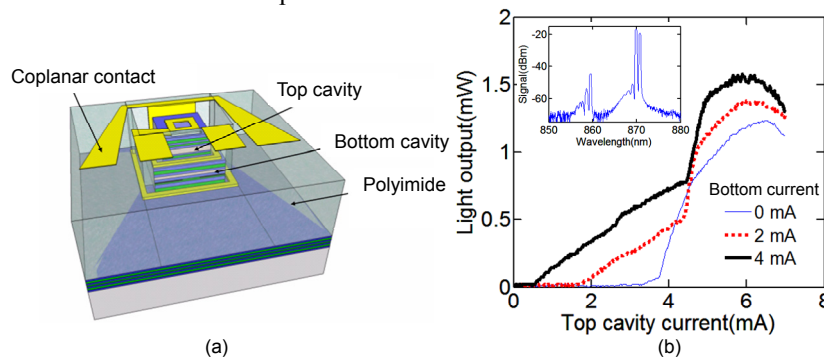 Coplanar contact
Top cavity
Bottom cavity
Polyimide
(a)
(b)
Light output(mW)
2
1.5
1
0.5
0
0 2 4 6 8
Top cavity current(mA)
Signal(dBm)
-20
-40
-60
850 860 870 880
Wavelength(nm)
Bottom current
0 mA
2 mA
4 mA